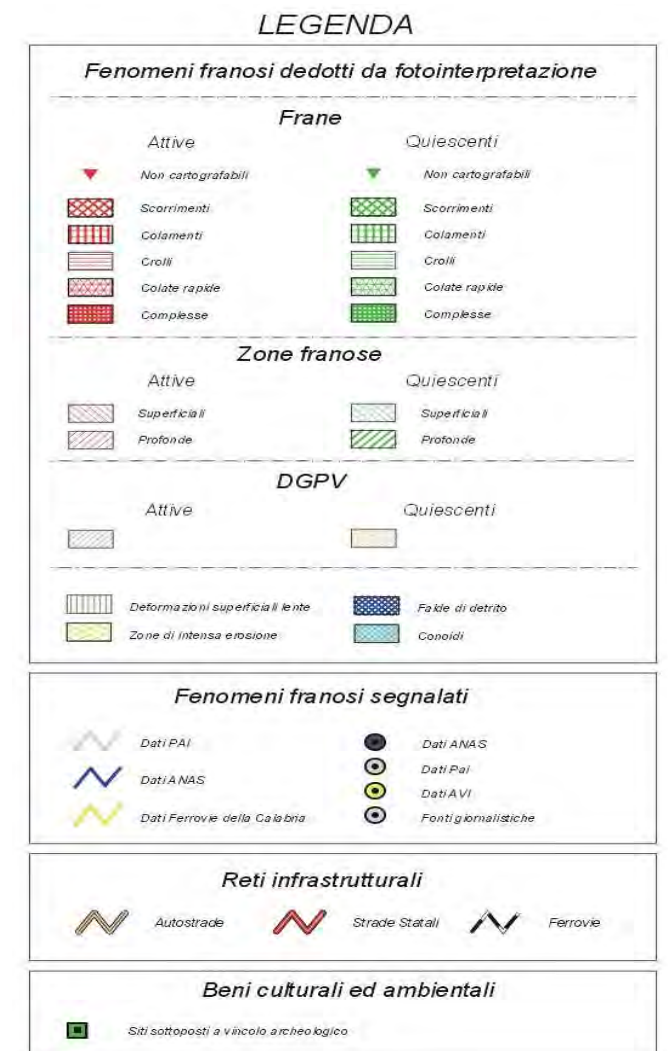 LEGENDA
Fenomeni franosi dedotti da fotointerpretazione
Frane
Attive Quiescenti
Non cartografabili Non cartografabili
Scorrimenti Scorrimenti
Colamenti Colamenti
Crolli Crolli
Colate rapide Colate rapide
Complesse Complesse
Zone franose
Attive Quiescenti
Superficiali Superficiali
Profonde Profonde
DGPV
Attive Quiescenti
Deformazioni superficiali lente Falde di detrito
Zone di intensa erosione Conoidi
Fenomeni franosi segnalati
Dati PAI Dati ANAS
Dati ANAS Dati Pai
Dati AVI
Dati Ferrovie della Calabria Fonti giornalistiche
Reti infrastrutturali
Autostrade Strade Statali Ferrovie
Beni culturali ed ambientali
Siti sottoposti a vincolo archeologico